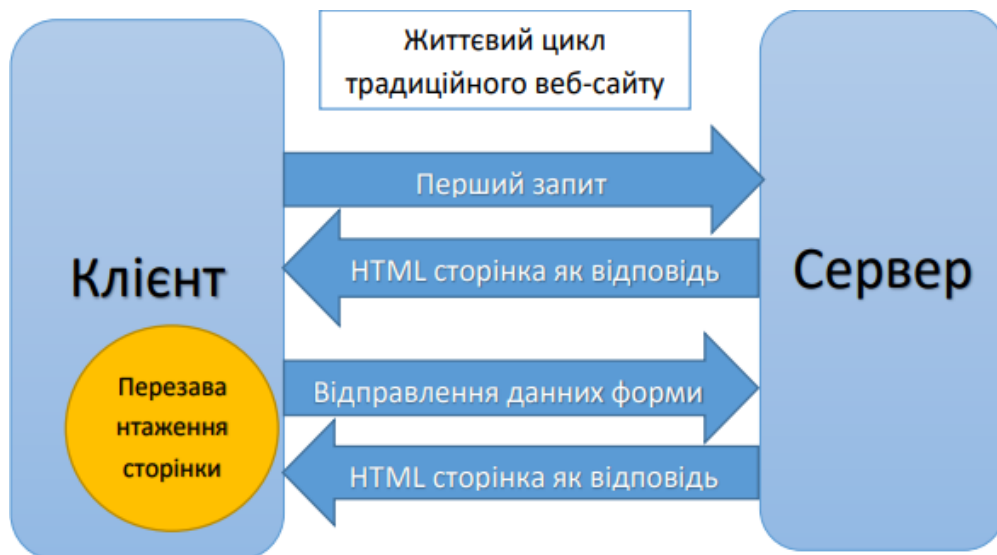 Життєвий цикл
традиційного веб-сайту
Перший запит
HTML сторінка як відповідь
Клієнт
Сервер
Перезава
нтаження
сторінки
Відправлення данних форми
HTML сторінка як відповідь